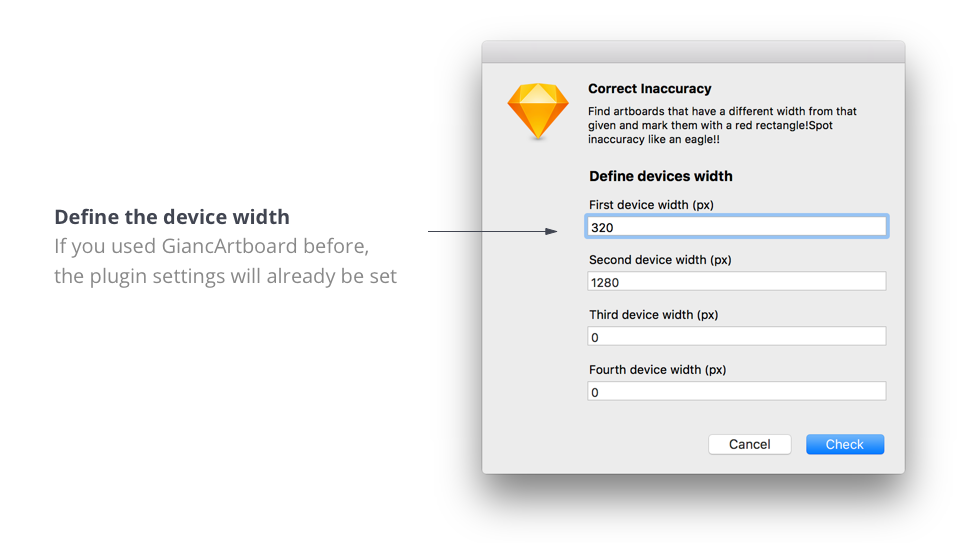 Define the device width
If you used GiancArtboard before,
the plugin settings will already be set
Correct Inaccuracy
Find artboards that have a different width from that
given and mark them with a red rectangle!Spot
inaccuracy like an eagle!!
Define devices width
First device width (px)
320
Second device width (px)
1280
Third device width (px)
0
Fourth device width (px)
0
Cancel
Check